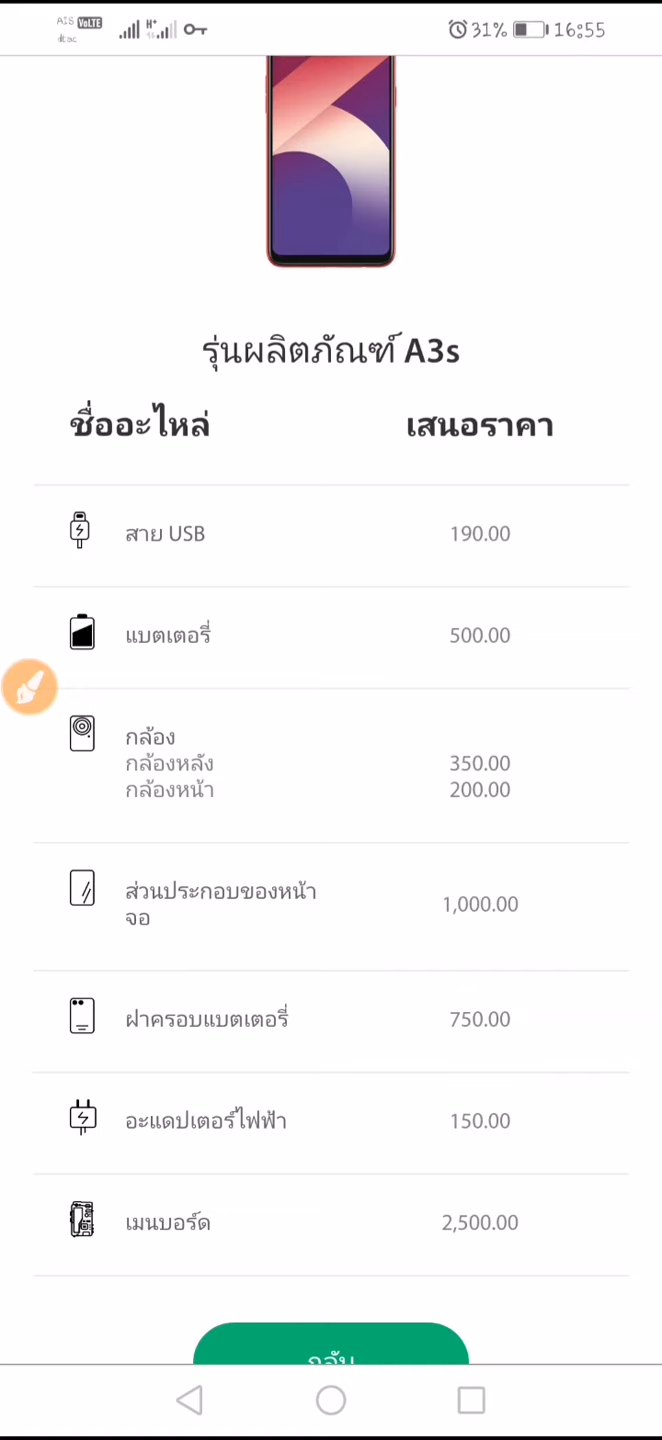 AIS VoLTE
dtac
H+
31% 16:55
รุ่นผลิตภัณฑ์ A3s
ชื่ออะไหล่ เสนอราคา
สาย USB 190.00
แบตเตอรี่ 500.00
กล้อง
กล้องหลัง 350.00
กล้องหน้า 200.00
ส่วนประกอบของหน้า
จอ 1,000.00
ฝาครอบแบตเตอรี่ 750.00
อะแดปเตอร์ไฟฟ้า 150.00
เมนบอร์ด 2,500.00
กลับ